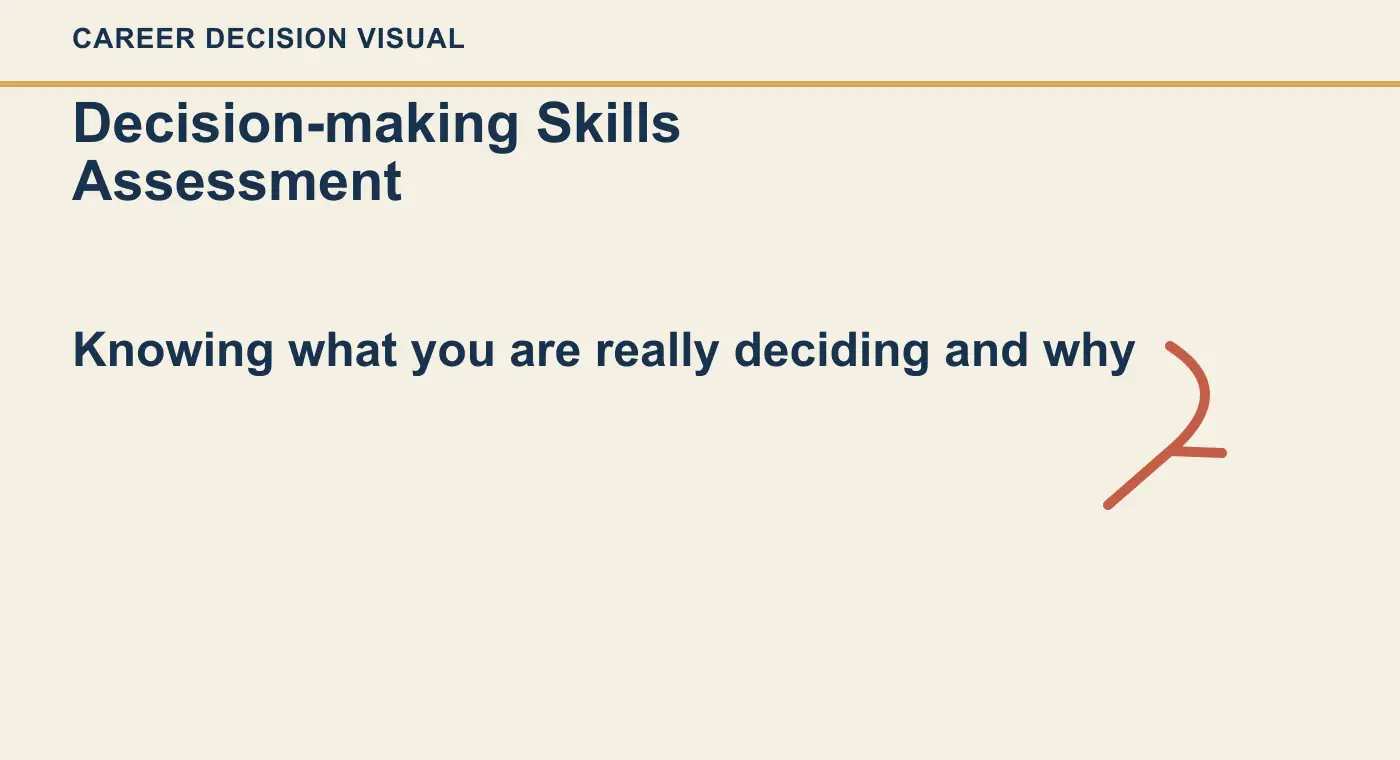 CAREER DECISION VISUAL
Decision-making Skills
Assessment
Knowing what you are really deciding and why